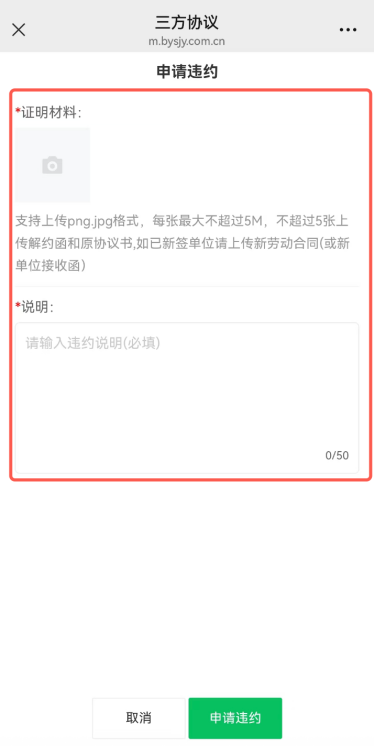 三方协议
m.bysjy.com.cn
申请违约
*证明材料：
支持上传png.jpg格式，每张最大不超过5M，不超过5张上
传解约函和原协议书,如已新签单位请上传新劳动合同(或新
单位接收函)
*说明：
请输入违约说明(必填)
0/50
取消
申请违约